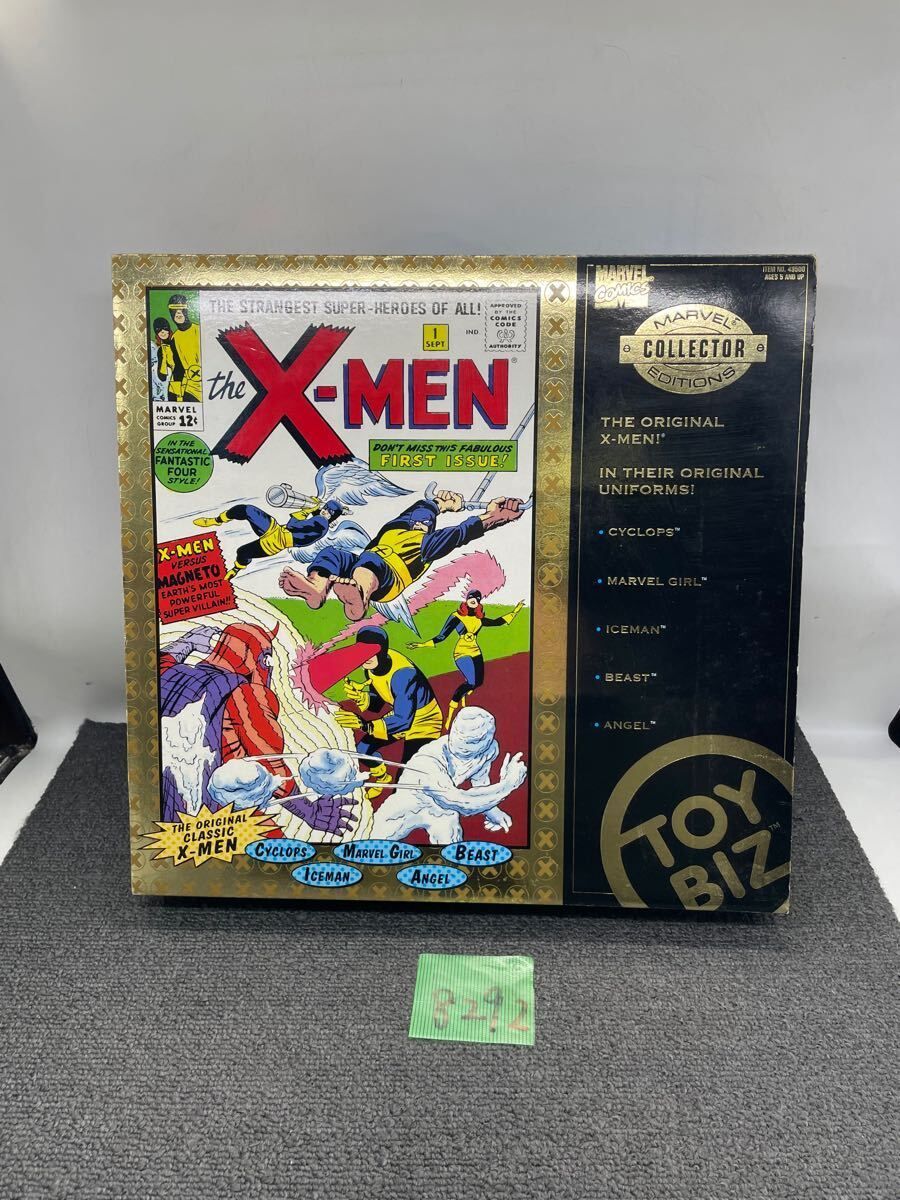 THE STRANGEST SUPER-HEROES OF ALL!
MARVEL
COMICS
GROUP
12¢
1
SEPT
IND.
APPROVED
BY THE
COMICS
CODE
AUTHORITY
the X-MEN®
IN THE
SENSATIONAL
FANTASTIC
FOUR
STYLE!
DON'T MISS THIS FABULOUS
FIRST ISSUE!
X-MEN
VERSUS
MAGNETO
EARTH'S MOST
POWERFUL
SUPER VILLAIN!!
THE ORIGINAL
CLASSIC
X-MEN
CYCLOPS
MARVEL GIRL
BEAST
ICEMAN
ANGEL
MARVEL
COMICS
ITEM NO. 49500
AGES 5 AND UP
MARVEL
COLLECTOR
EDITIONS
THE ORIGINAL
X-MEN!®
IN THEIR ORIGINAL
UNIFORMS!
• CYCLOPS™
• MARVEL GIRL™
• ICEMAN™
• BEAST™
• ANGEL™
TOY
BIZ™
8292